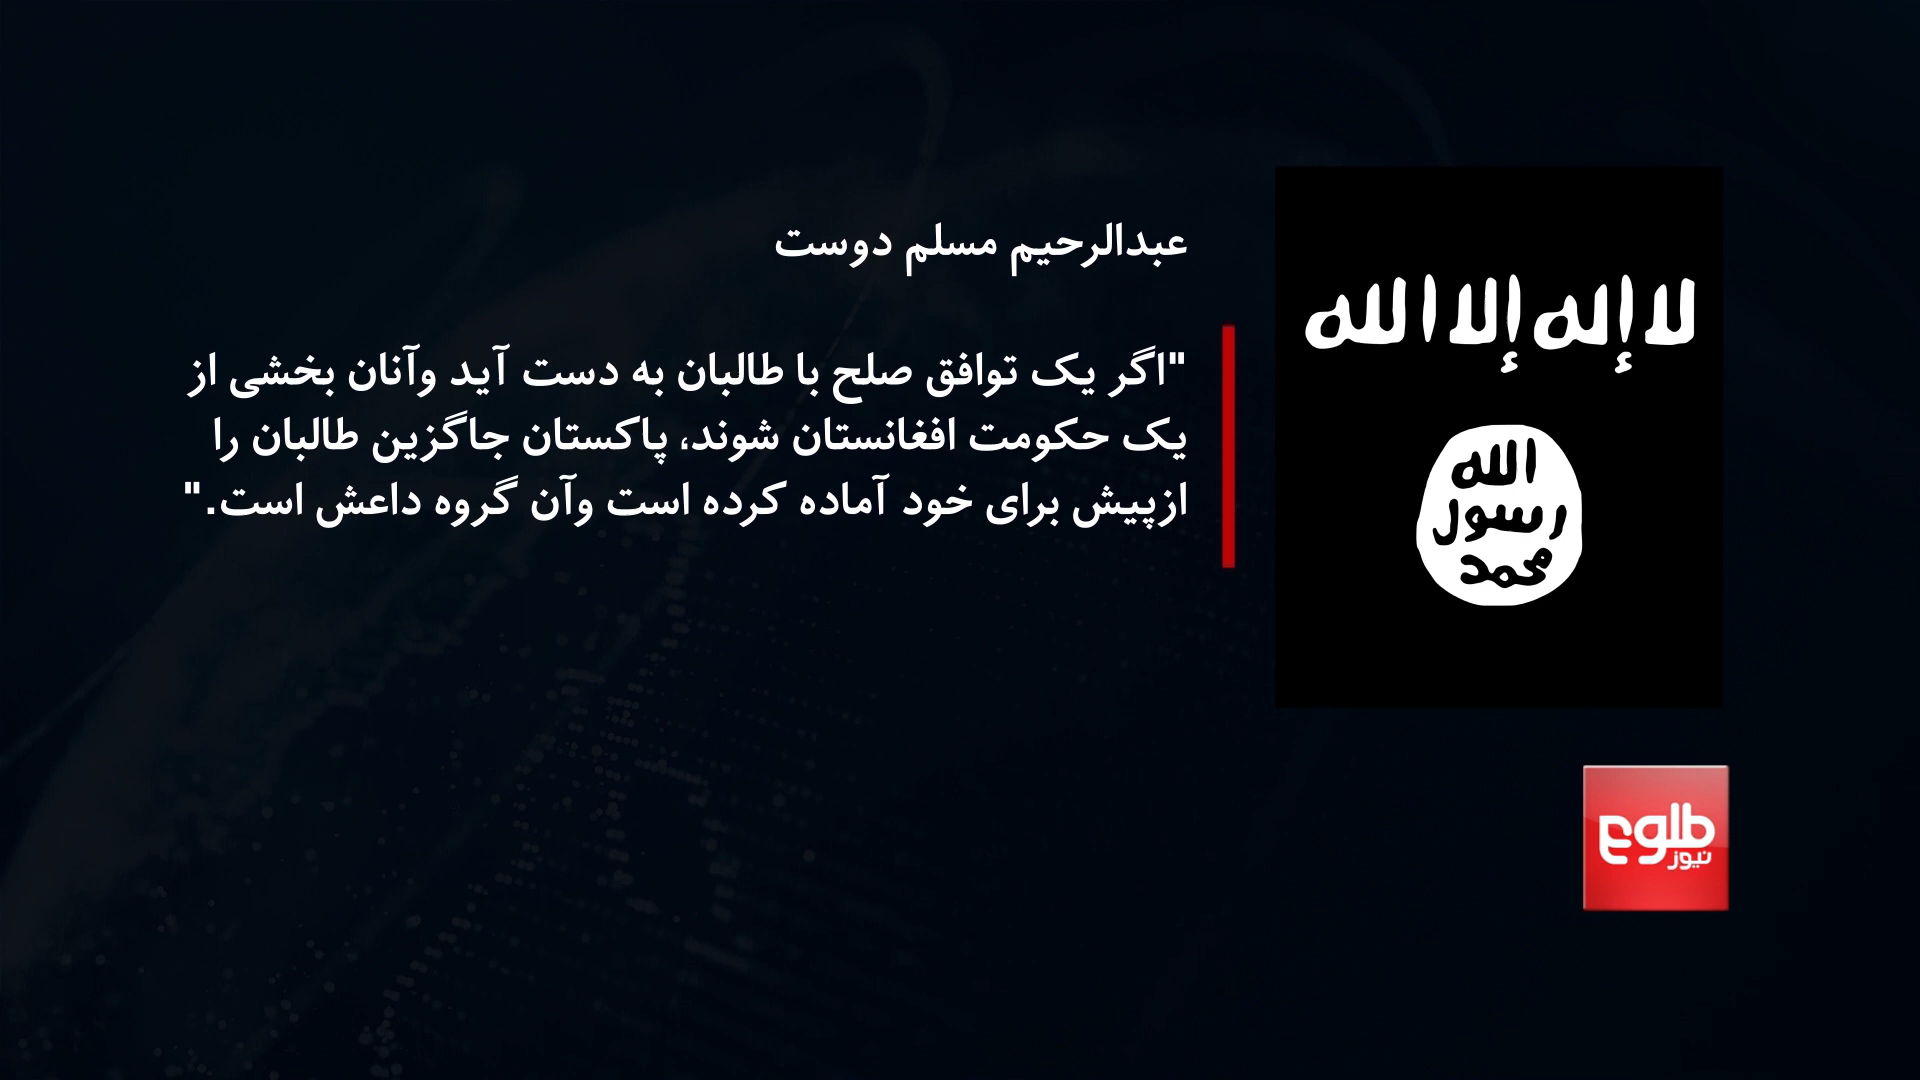 عبدالرحیم مسلم دوست
"اگر یک توافق صلح با طالبان به دست آید وآنان بخشی از
یک حکومت افغانستان شوند، پاکستان جاگزین طالبان را
ازپیش برای خود آماده کرده است وآن گروه داعش است."
لا إله إلا الله
الله
رسول
محمد
طلوع
نیوز